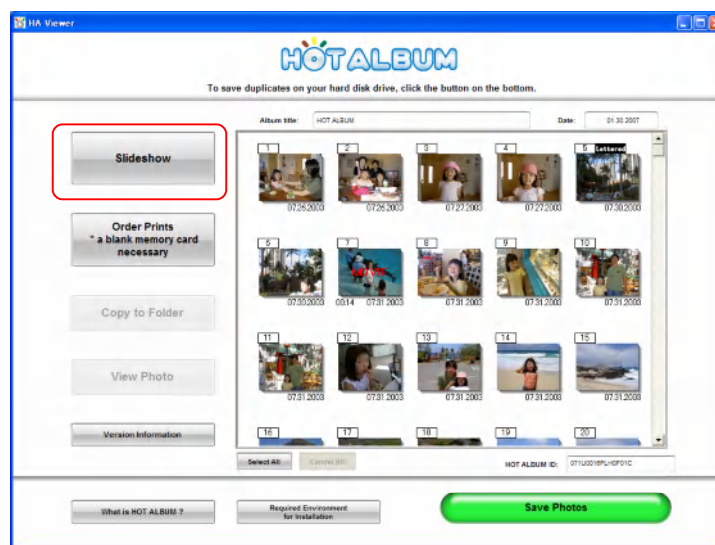 HA Viewer
HOT ALBUM
To save duplicates on your hard disk drive, click the button on the bottom.
Album title: HOT ALBUM Date: 01.30.2007
Slideshow
Order Prints
* a blank memory card
necessary
Copy to Folder
View Photo
Version Information
1 2 3 4 5 Lettered
07.26.2003 07.26.2003 07.27.2003 07.27.2003 07.30.2003
6 7 8 9 10
07.30.2003 00:14 07.31.2003 07.31.2003 07.31.2003 07.31.2003
11 12 13 14 15
07.31.2003 07.31.2003 07.31.2003 07.31.2003 07.31.2003
16 17 18 19 20
Select All Cancel (All) HOT ALBUM ID:
What is HOT ALBUM ?
Required Environment
for Installation
Save Photos